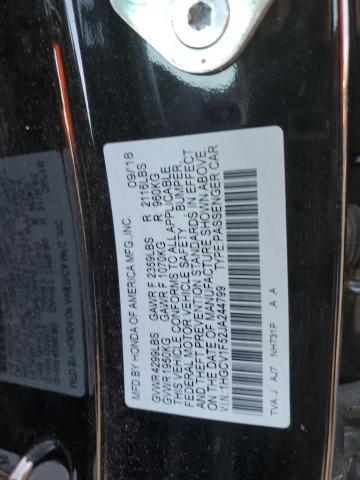 MFD BY HONDA OF AMERICA MFG.,INC. 09/18
GVWR 4299LBS GAWR F 2359LBS R 2116LBS
GVWR 1950KG GAWR F 1070KG R 960KG
THIS VEHICLE CONFORMS TO ALL APPLICABLE
FEDERAL MOTOR VEHICLE SAFETY BUMPER,
AND THEFT PREVENTION STANDARDS IN EFFECT
ON THE DATE OF MANUFACTURE SHOWN ABOVE.
V.I.N.:1HGCV1F52JA244799 TYPE:PASSENGER CAR
TVA J AJ7 NH731P A A